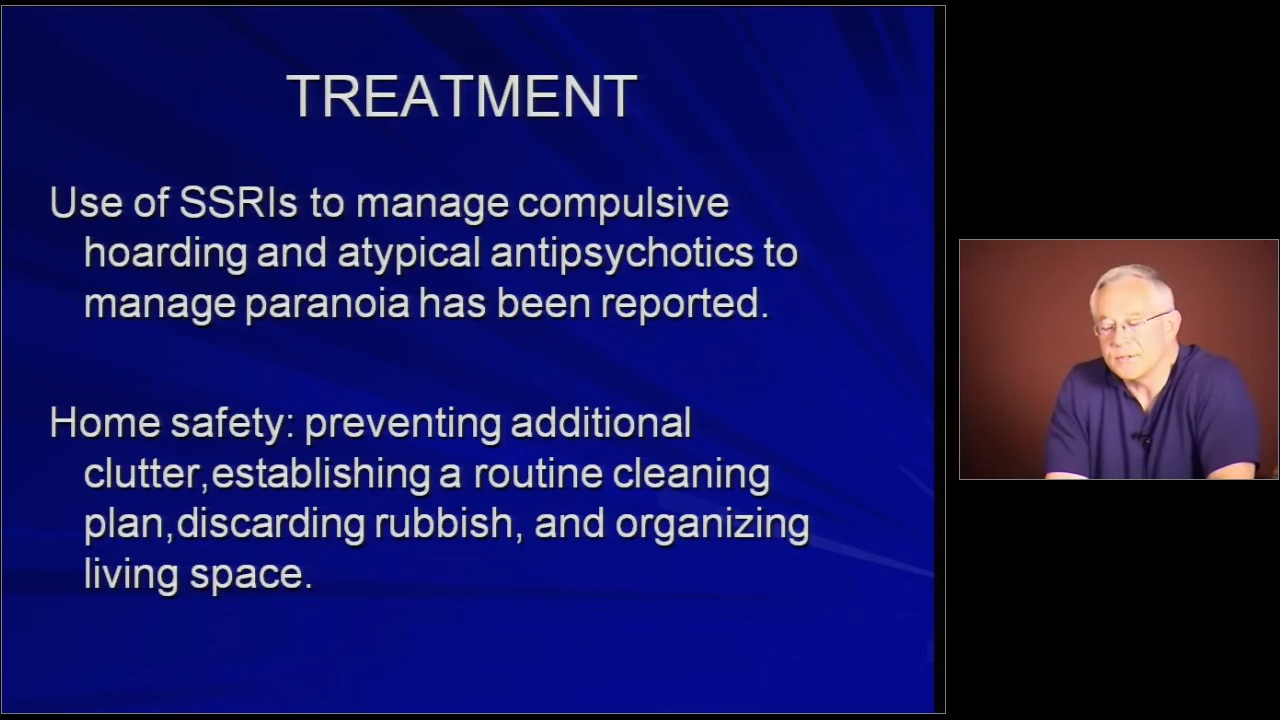 TREATMENT
Use of SSRIs to manage compulsive
hoarding and atypical antipsychotics to
manage paranoia has been reported.
Home safety: preventing additional
clutter,establishing a routine cleaning
plan,discarding rubbish, and organizing
living space.